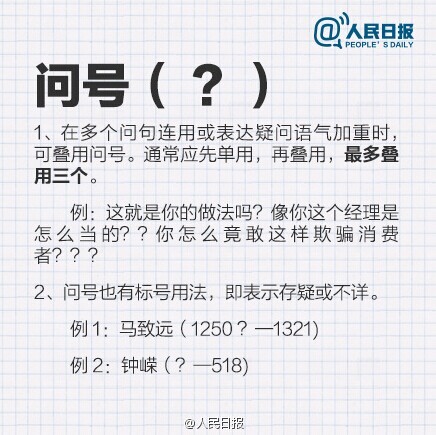 @人民日报
PEOPLE'S DAILY
问号（？）
1、在多个问句连用或表达疑问语气加重时，
可叠用问号。通常应先单用，再叠用，最多叠
用三个。
例：这就是你的做法吗？像你这个经理是
怎么当的？？你怎么竟敢这样欺骗消费
者？？？
2、问号也有标号用法，即表示存疑或不详。
例1：马致远（1250？—1321)
例2：钟嵘（？—518)
@人民日报